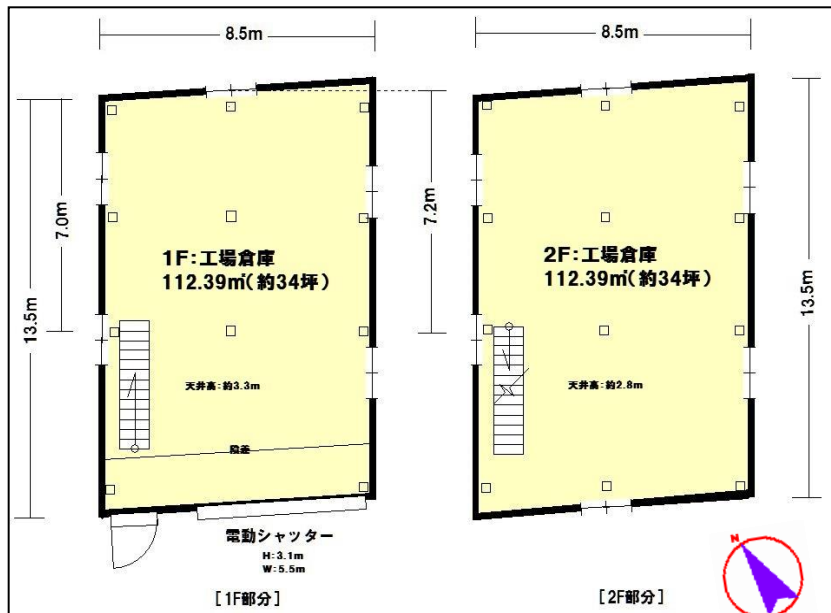 8.5m
8.5m
13.5m
7.0m
7.2m
13.5m
1F:工場倉庫
112.39㎡(約34坪)
天井高:約3.3m
段差
電動シャッター
H:3.1m
W:5.5m
[1F部分]
2F:工場倉庫
112.39㎡(約34坪)
天井高:約2.8m
[2F部分]
N